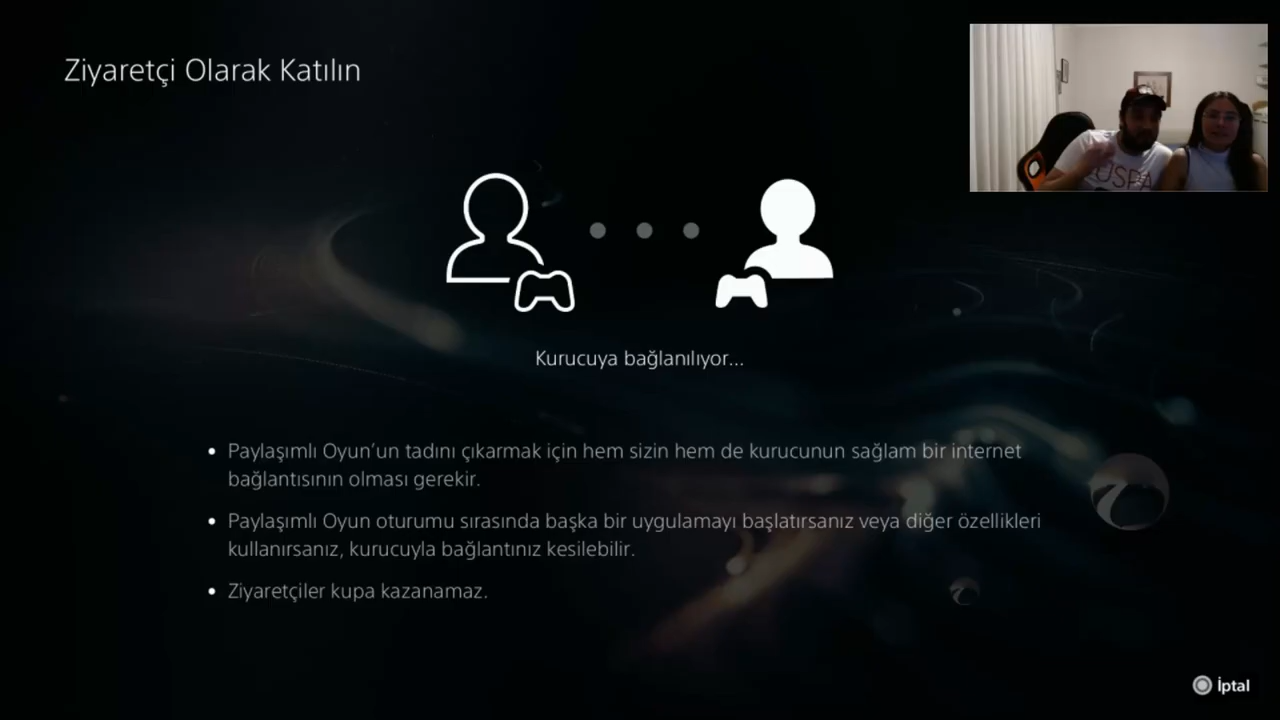 Ziyaretçi Olarak Katılın
USPA
Kurucuya bağlanılıyor...
Paylaşımlı Oyun’un tadını çıkarmak için hem sizin hem de kurucunun sağlam bir internet
bağlantısının olması gerekir.
Paylaşımlı Oyun oturumu sırasında başka bir uygulamayı başlatırsanız veya diğer özellikleri
kullanırsanız, kurucuyla bağlantınız kesilebilir.
Ziyaretçiler kupa kazanamaz.
İptal